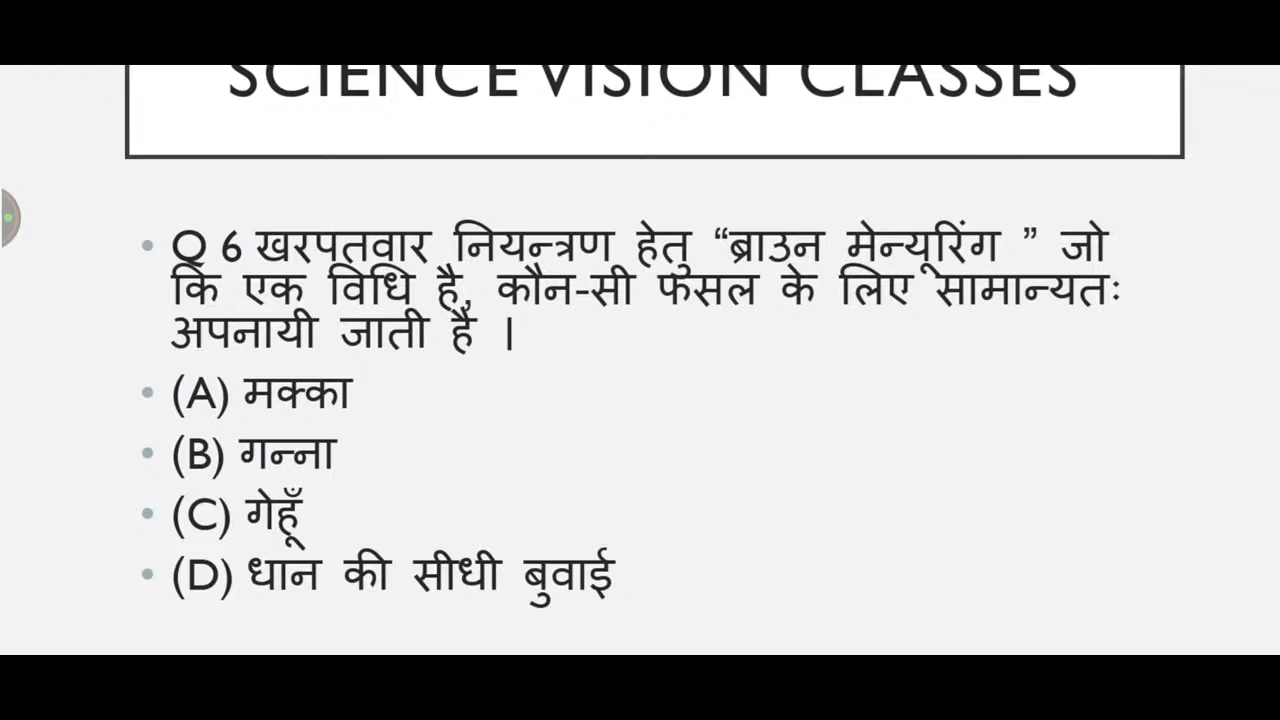 SCIENCE VISION CLASSES
• Q 6 खरपतवार नियन्त्रण हेतु “ब्राउन मेन्यूरिंग ” जो
कि एक विधि है, कौन-सी फसल के लिए सामान्यतः
अपनायी जाती है ।
• (A) मक्का
• (B) गन्ना
• (C) गेहूँ
• (D) धान की सीधी बुवाई